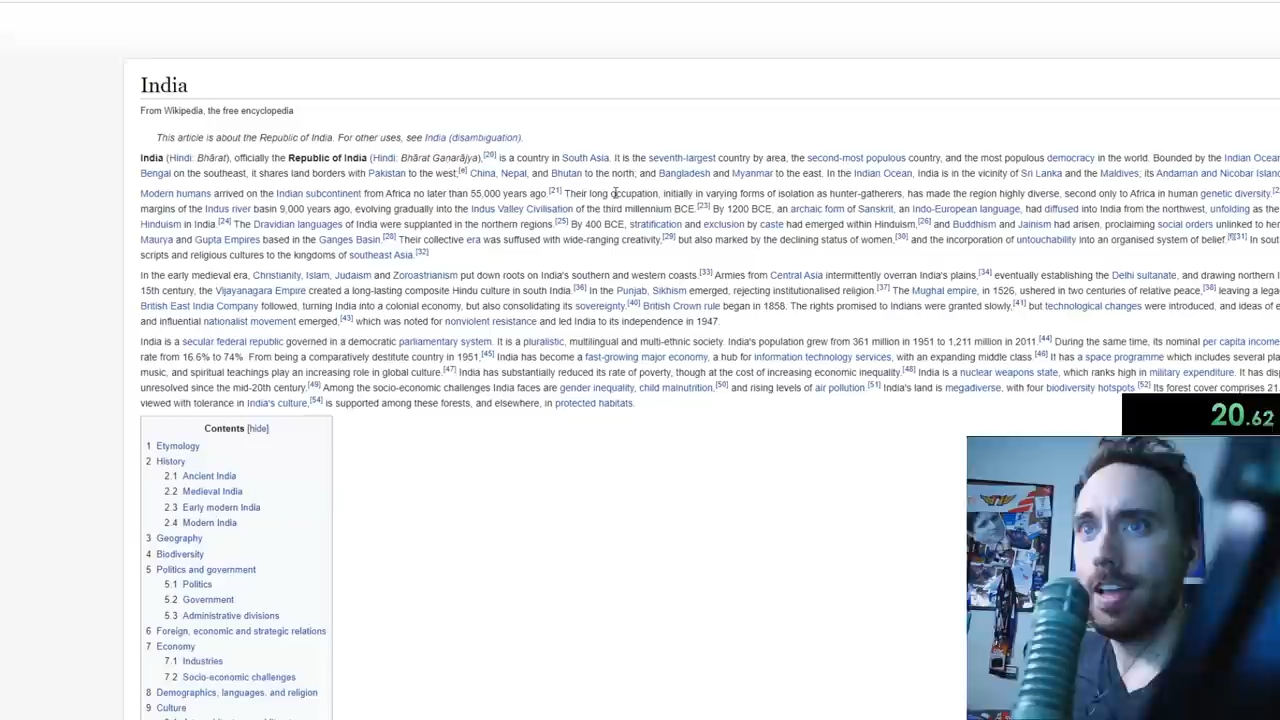 India
From Wikipedia, the free encyclopedia
This article is about the Republic of India. For other uses, see India (disambiguation).
India (Hindi: Bhārat), officially the Republic of India (Hindi: Bhārat Gaṇarājya),[20] is a country in South Asia. It is the seventh-largest country by area, the second-most populous country, and the most populous democracy in the world. Bounded by the Indian Ocean
Bengal on the southeast, it shares land borders with Pakistan to the west; China, Nepal, and Bhutan to the north; and Bangladesh and Myanmar to the east. In the Indian Ocean, India is in the vicinity of Sri Lanka and the Maldives; its Andaman and Nicobar Islands
Modern humans arrived on the Indian subcontinent from Africa no later than 55,000 years ago.[21] Their long occupation, initially in varying forms of isolation as hunter-gatherers, has made the region highly diverse, second only to Africa in human genetic diversity.
margins of the Indus river basin 9,000 years ago, evolving gradually into the Indus Valley Civilisation of the third millennium BCE.[23] By 1200 BCE, an archaic form of Sanskrit, an Indo-European language, had diffused into India from the northwest, unfolding as the
Hinduism in India.[24] The Dravidian languages of India were supplanted in the northern regions.[25] By 400 BCE, stratification and exclusion by caste had emerged within Hinduism,[26] and Buddhism and Jainism had arisen, proclaiming social orders unlinked to her
Maurya and Gupta Empires based in the Ganges Basin.[28] Their collective era was suffused with wide-ranging creativity,[29] but also marked by the declining status of women,[30] and the incorporation of untouchability into an organised system of belief.[f][31] In sout
scripts and religious cultures to the kingdoms of southeast Asia.[32]
In the early medieval era, Christianity, Islam, Judaism and Zoroastrianism put down roots on India's southern and western coasts.[33] Armies from Central Asia intermittently overran India's plains,[34] eventually establishing the Delhi sultanate, and drawing northern I
15th century, the Vijayanagara Empire created a long-lasting composite Hindu culture in south India.[36] In the Punjab, Sikhism emerged, rejecting institutionalised religion.[37] The Mughal empire, in 1526, ushered in two centuries of relative peace,[38] leaving a lega
British East India Company followed, turning India into a colonial economy, but also consolidating its sovereignty.[40] British Crown rule began in 1858. The rights promised to Indians were granted slowly,[41] but technological changes were introduced, and ideas of e
and influential nationalist movement emerged,[43] which was noted for nonviolent resistance and led India to its independence in 1947.
India is a secular federal republic governed in a democratic parliamentary system. It is a pluralistic, multilingual and multi-ethnic society. India's population grew from 361 million in 1951 to 1,211 million in 2011.[44] During the same time, its nominal per capita income
rate from 16.6% to 74% From being a comparatively destitute country in 1951,[45] India has become a fast-growing major economy, a hub for information technology services, with an expanding middle class.[46] It has a space programme which includes several pla
music, and spiritual teachings play an increasing role in global culture.[47] India has substantially reduced its rate of poverty, though at the cost of increasing economic inequality.[48] India is a nuclear weapons state, which ranks high in military expenditure. It has dis
unresolved since the mid-20th century.[49] Among the socio-economic challenges India faces are gender inequality, child malnutrition,[50] and rising levels of air pollution.[51] India's land is megadiverse, with four biodiversity hotspots.[52] Its forest cover comprises 21.
viewed with tolerance in India's culture,[54] is supported among these forests, and elsewhere, in protected habitats.
20.62
Contents [hide]
1 Etymology
2 History
2.1 Ancient India
2.2 Medieval India
2.3 Early modern India
2.4 Modern India
3 Geography
4 Biodiversity
5 Politics and government
5.1 Politics
5.2 Government
5.3 Administrative divisions
6 Foreign, economic and strategic relations
7 Economy
7.1 Industries
7.2 Socio-economic challenges
8 Demographics, languages, and religion
9 Culture